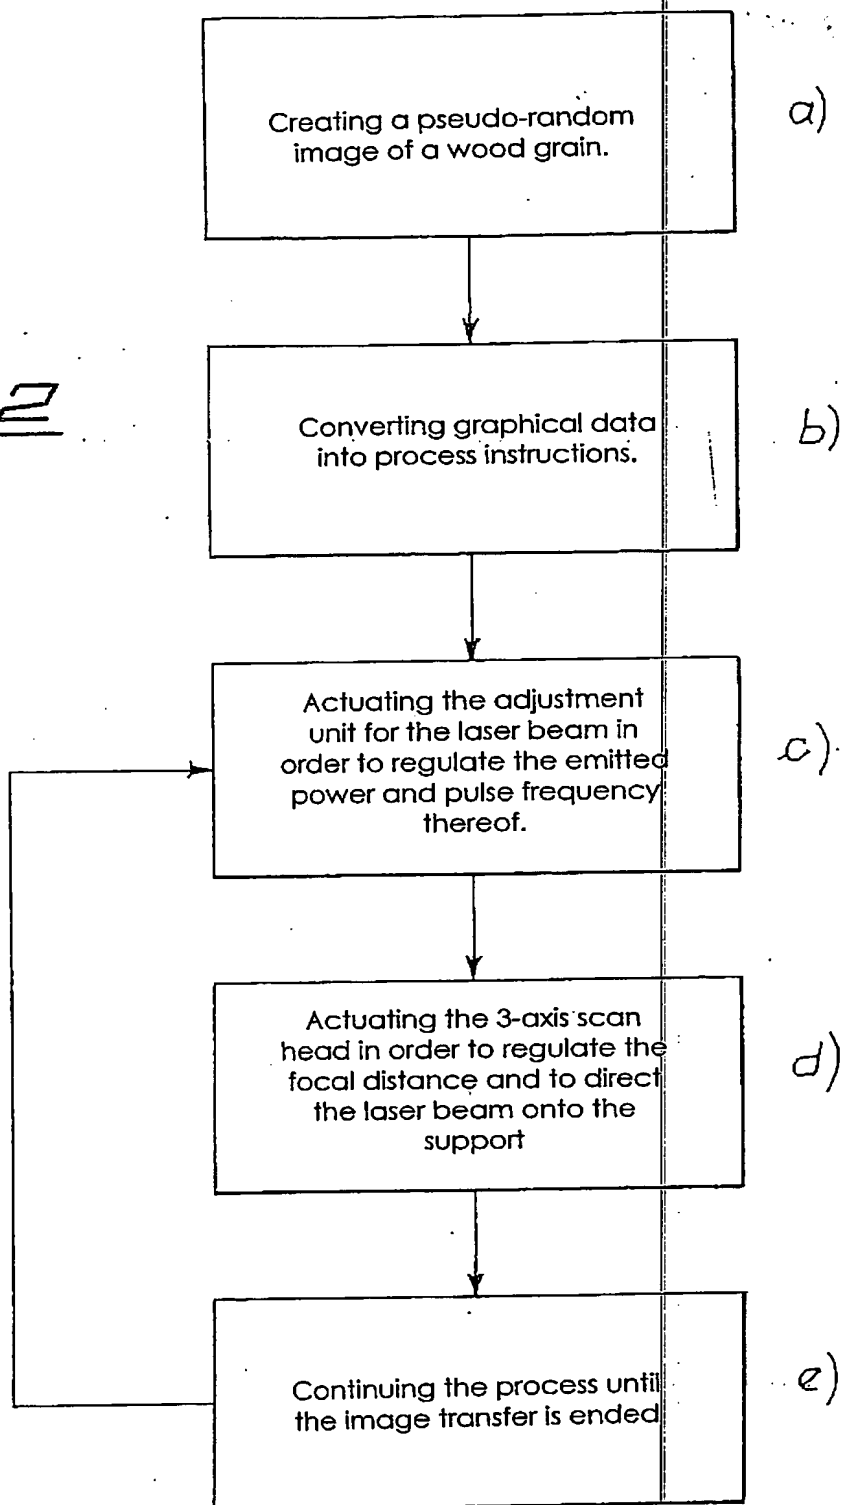 Creating a pseudo-random
image of a wood grain.
a)
2
Converting graphical data
into process instructions.
b)
Actuating the adjustment
unit for the laser beam in
order to regulate the emitted
power and pulse frequency
thereof.
c)
Actuating the 3-axis scan
head in order to regulate the
focal distance and to direct
the laser beam onto the
support
d)
Continuing the process until
the image transfer is ended
e)